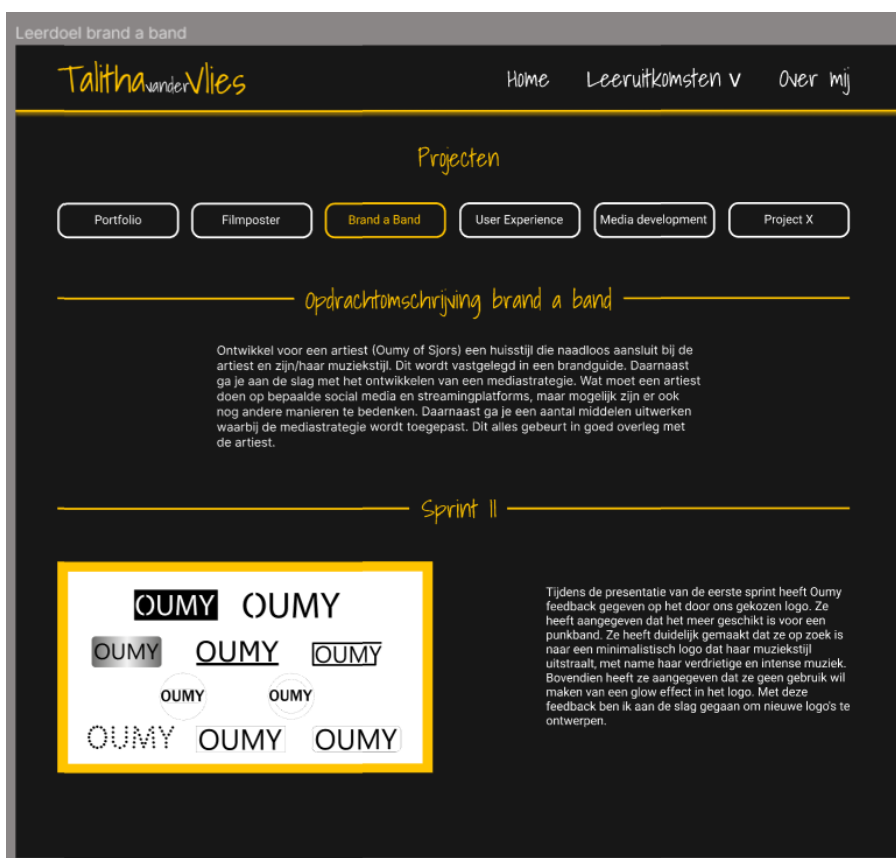 Leerdoel brand a band
Talitha van der Vlies
Home Leeruitkomsten v Over mij
Projecten
Portfolio Filmposter Brand a Band User Experience Media development Project X
Opdrachtomschrijving brand a band
Ontwikkel voor een artiest (Oumy of Sjors) een huisstijl die naadloos aansluit bij de
artiest en zijn/haar muziekstijl. Dit wordt vastgelegd in een brandguide. Daarnaast
ga je aan de slag met het ontwikkelen van een mediastrategie. Wat moet een artiest
doen op bepaalde social media en streamingplatforms, maar mogelijk zijn er ook
nog andere manieren te bedenken. Daarnaast ga je een aantal middelen uitwerken
waarbij de mediastrategie wordt toegepast. Dit alles gebeurt in goed overleg met
de artiest.
Sprint II
OUMY OUMY
OUMY OUMY OUMY
OUMY OUMY
OUMY OUMY OUMY
Tijdens de presentatie van de eerste sprint heeft Oumy
feedback gegeven op het door ons gekozen logo. Ze
heeft aangegeven dat het meer geschikt is voor een
punkband. Ze heeft duidelijk gemaakt dat ze op zoek is
naar een minimalistisch logo dat haar muziekstijl
uitstraalt, met name haar verdrietige en intense muziek.
Bovendien heeft ze aangegeven dat ze geen gebruik wil
maken van een glow effect in het logo. Met deze
feedback ben ik aan de slag gegaan om nieuwe logo's te
ontwerpen.